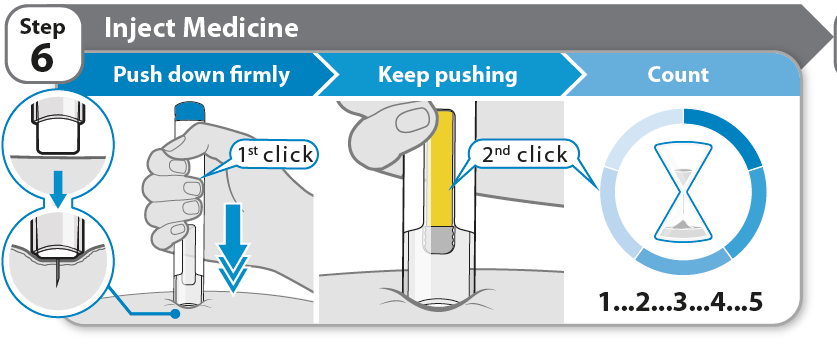 Step
6
Inject Medicine
Push down firmly
Keep pushing
Count
1st click
2nd click
1...2...3...4...5